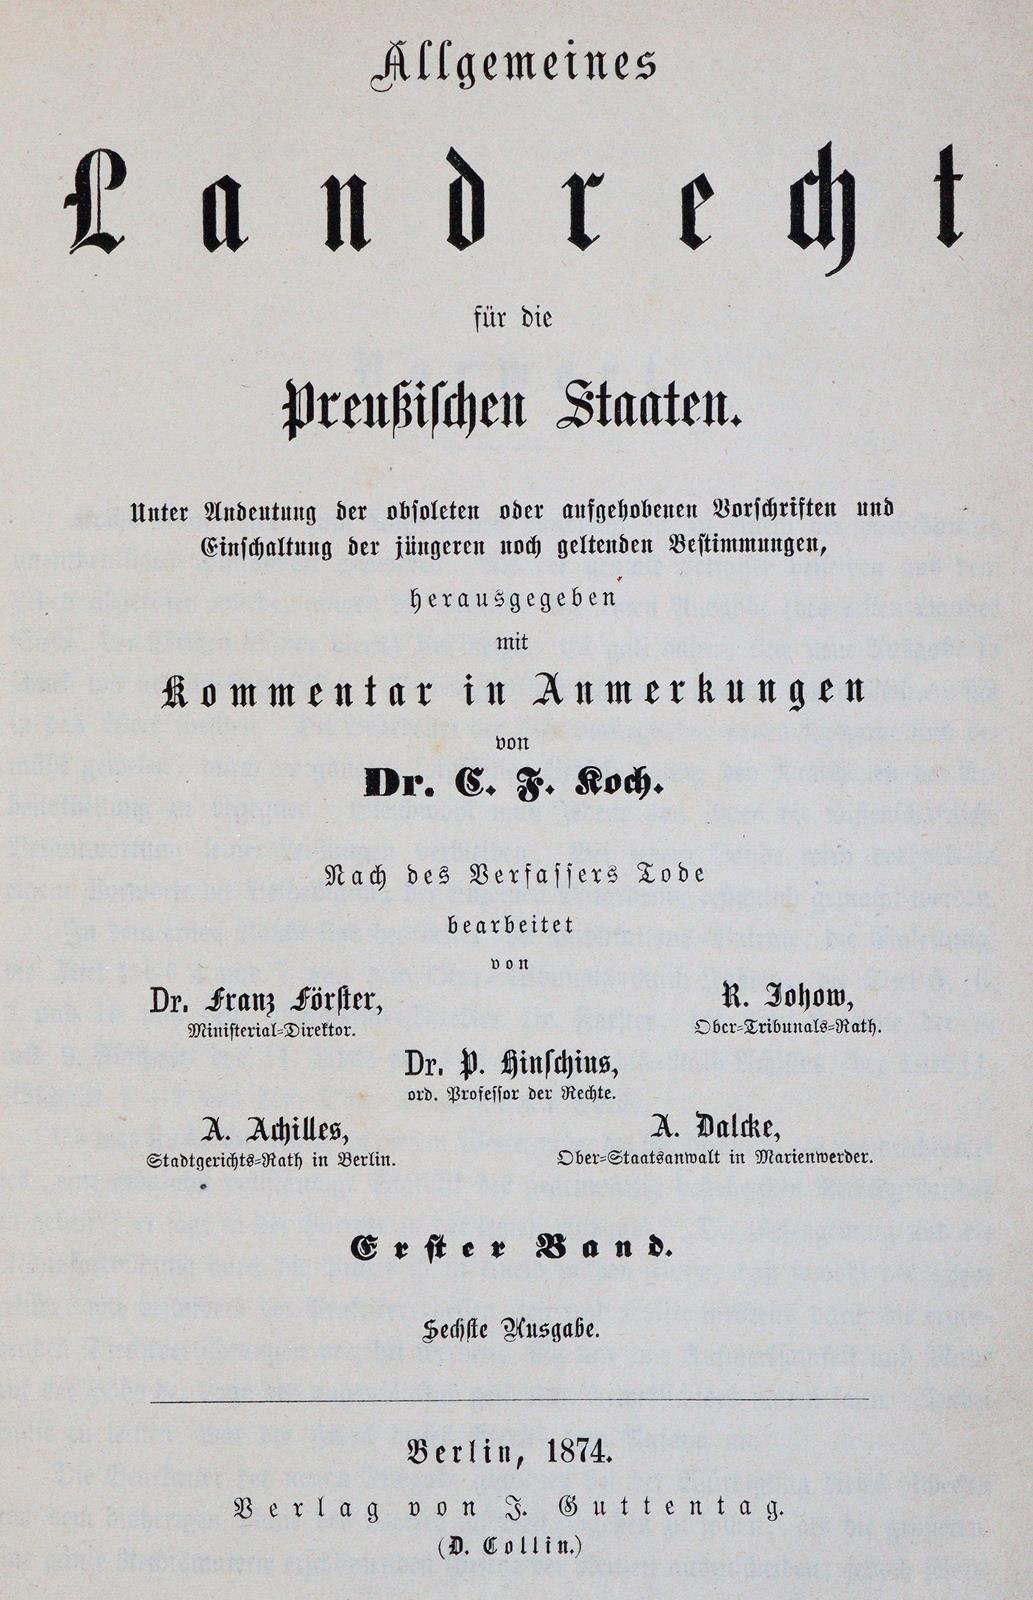 Allgemeines
Landrecht
für die
Preußischen Staaten.
Unter Andeutung der obsoleten oder aufgehobenen Vorschriften und
Einschaltung der jüngeren noch geltenden Bestimmungen,
herausgegeben
mit
Kommentar in Anmerkungen
von
Dr. C. F. Koch.
Nach des Verfassers Tode
bearbeitet
von
Dr. Franz Förster,
Ministerial-Direktor.
R. Johow,
Ober-Tribunals-Rath.
Dr. P. Hinschius,
ord. Professor der Rechte.
A. Achilles,
Stadtgerichts-Rath in Berlin.
A. Dalcke,
Ober-Staatsanwalt in Marienwerder.
Erster Band.
Sechste Ausgabe.
Berlin, 1874.
Verlag von J. Guttentag.
(D. Collin.)